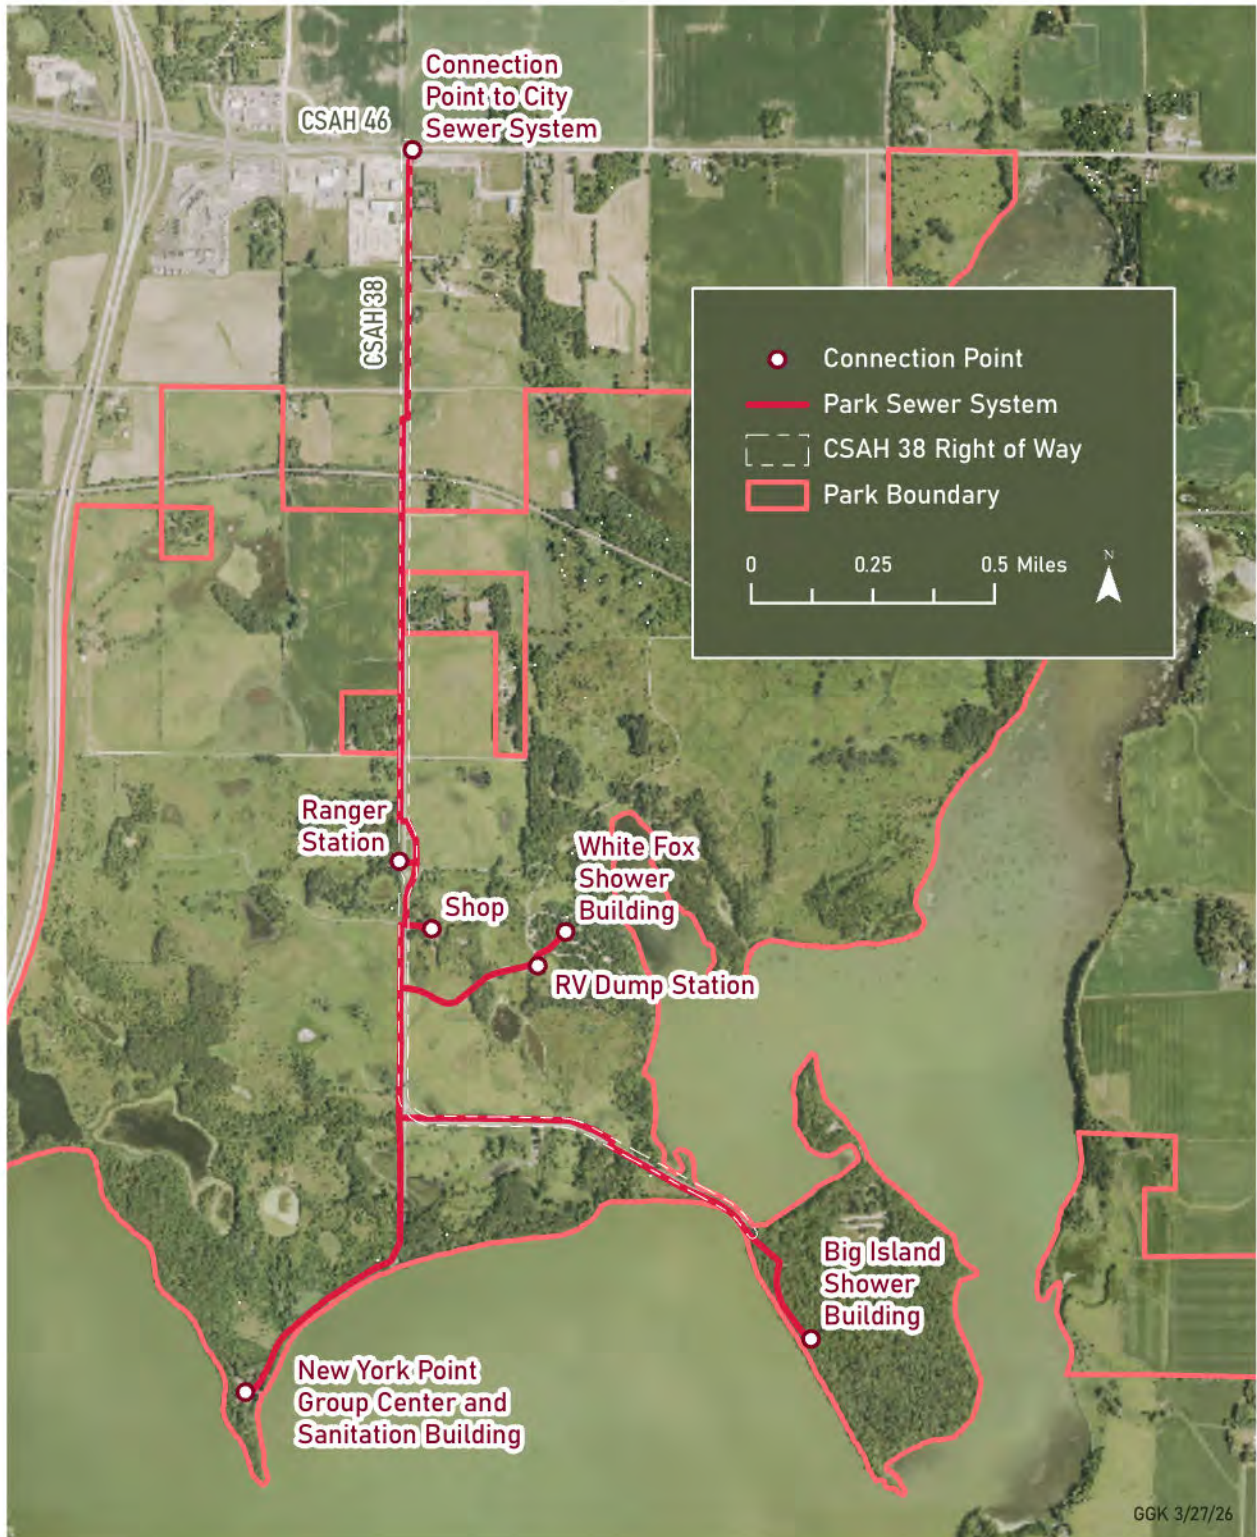 Connection
Point to City
Sewer System
CSAH 46
CSAH 38
Connection Point
Park Sewer System
CSAH 38 Right of Way
Park Boundary
0 0.25 0.5 Miles
N
Ranger
Station
White Fox
Shower
Building
Shop
RV Dump Station
Big Island
Shower
Building
New York Point
Group Center and
Sanitation Building
GGK 3/27/26